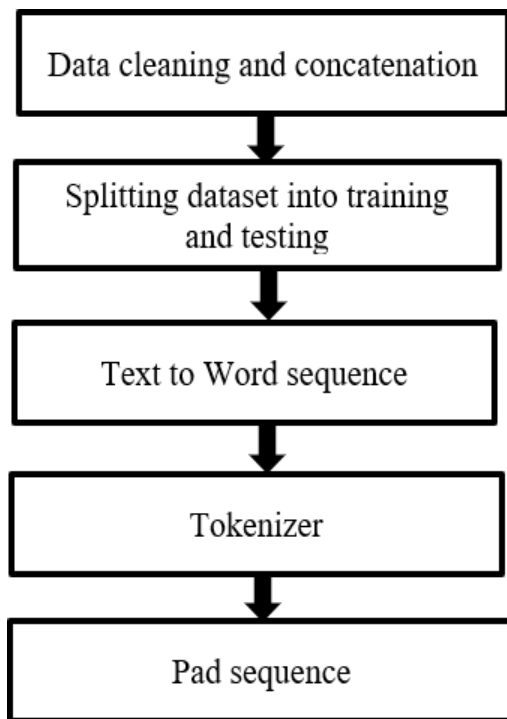 Data cleaning and concatenation
Splitting dataset into training
and testing
Text to Word sequence
Tokenizer
Pad sequence